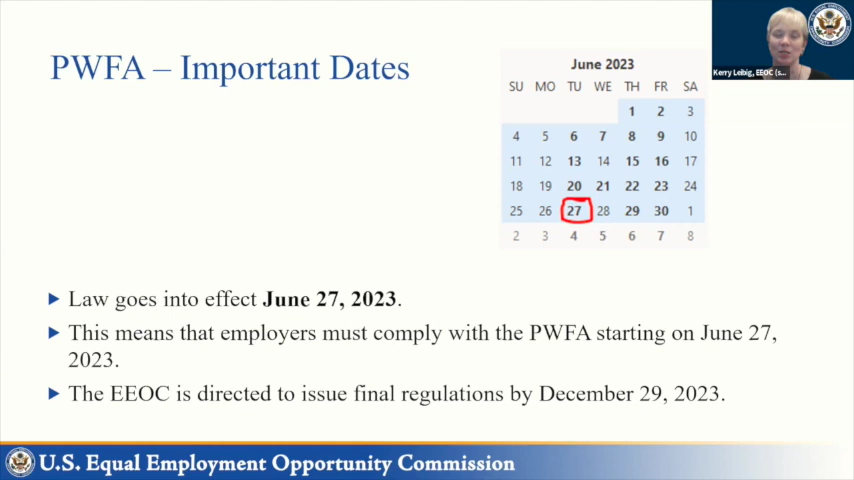 PWFA – Important Dates
June 2023
SU MO TU WE TH FR SA
1 2 3
4 5 6 7 8 9 10
11 12 13 14 15 16 17
18 19 20 21 22 23 24
25 26 27 28 29 30 1
2 3 4 5 6 7 8
Kerry Leibig, EEOC (s...
Law goes into effect June 27, 2023.
This means that employers must comply with the PWFA starting on June 27,
2023.
The EEOC is directed to issue final regulations by December 29, 2023.
U.S. Equal Employment Opportunity Commission